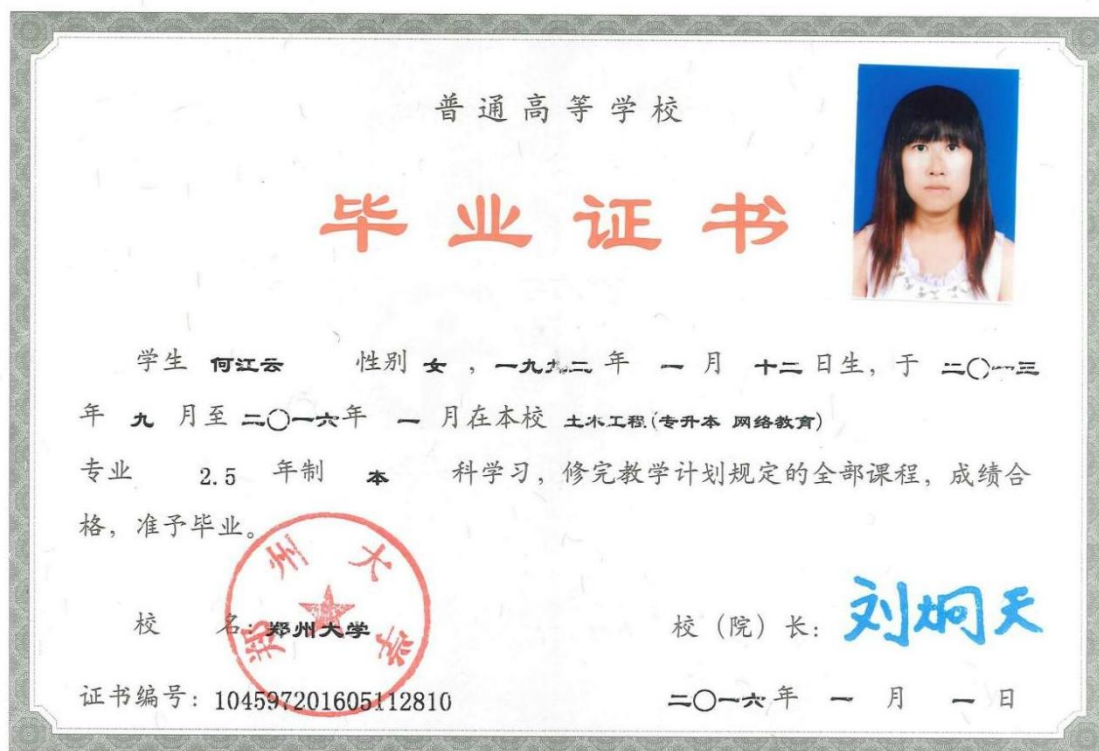 普通高等学校
毕业证书
学生 何江云 性别 女 ，一九九二 年 一 月 十二 日生，于 二〇一三
年 九 月至 二〇一六年 一 月在本校 土木工程(专升本 网络教育)
专业 2.5 年制 本 科学习，修完教学计划规定的全部课程，成绩合
格，准予毕业。
郑州大学
校 名：郑州大学 校（院）长：刘炯天
证书编号：104597201605112810 二〇一六年 一 月 一 日